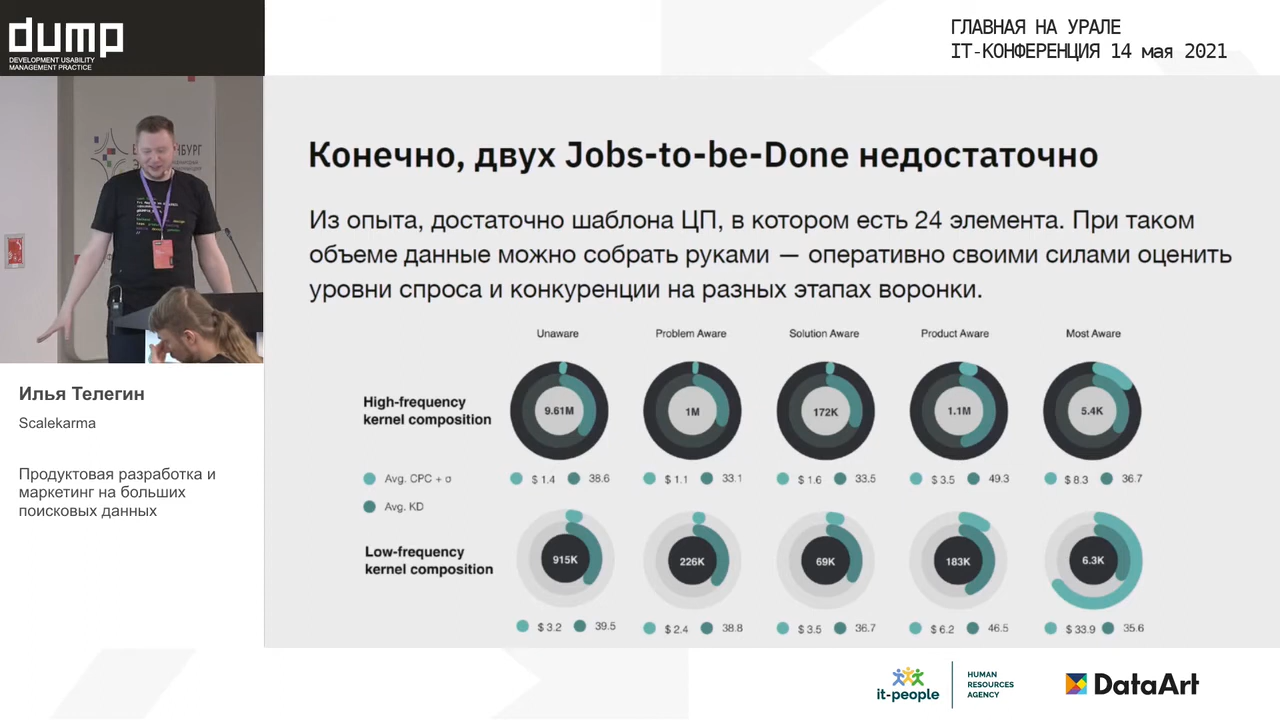 dump
DEVELOPMENT USABILITY
MANAGEMENT PRACTICE
ГЛАВНАЯ НА УРАЛЕ
IT-КОНФЕРЕНЦИЯ 14 мая 2021
Илья Телегин
Scalekarma
Продуктовая разработка и
маркетинг на больших
поисковых данных
Конечно, двух Jobs-to-be-Done недостаточно
Из опыта, достаточно шаблона ЦП, в котором есть 24 элемента. При таком
объеме данные можно собрать руками — оперативно своими силами оценить
уровни спроса и конкуренции на разных этапах воронки.
Unaware Problem Aware Solution Aware Product Aware Most Aware
High-frequency
kernel composition
9.61M 1M 172K 1.1M 5.4K
Avg. CPC + σ
$ 1.4 38.6 $ 1.1 33.1 $ 1.6 33.5 $ 3.5 49.3 $ 8.3 36.7
Avg. KD
Low-frequency
kernel composition
915K 226K 69K 183K 6.3K
$ 3.2 39.5 $ 2.4 38.8 $ 3.5 36.7 $ 6.2 46.5 $ 33.9 35.6
it-people
HUMAN
RESOURCES
AGENCY
DataArt